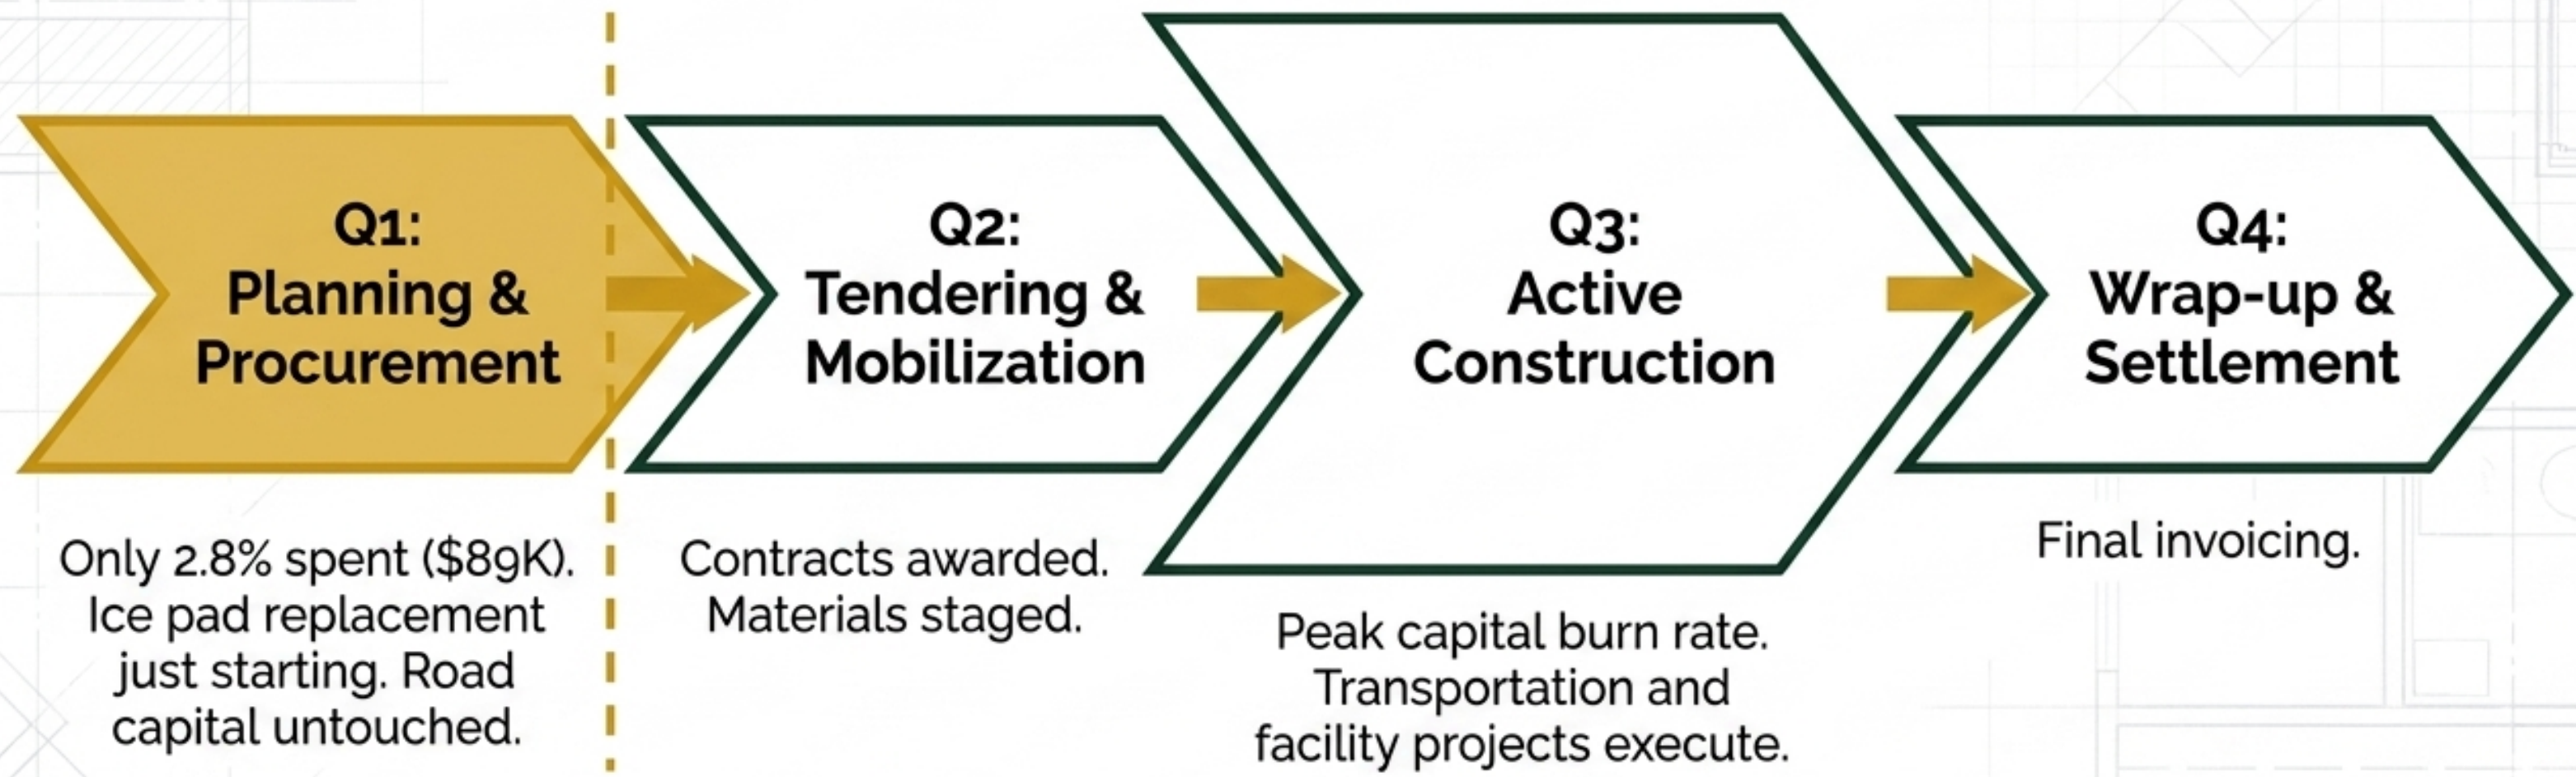 Q1:
Planning &
Procurement
Only 2.8% spent ($89K).
Ice pad replacement
just starting. Road
capital untouched.
Q2:
Tendering &
Mobilization
Contracts awarded.
Materials staged.
Q3:
Active
Construction
Peak capital burn rate.
Transportation and
facility projects execute.
Q4:
Wrap-up &
Settlement
Final invoicing.